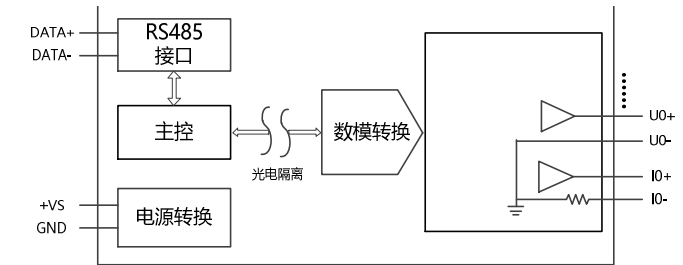 DATA+
DATA-
RS485
接口
主控
光电隔离
数模转换
U0+
U0-
I0+
I0-
+VS
GND
电源转换